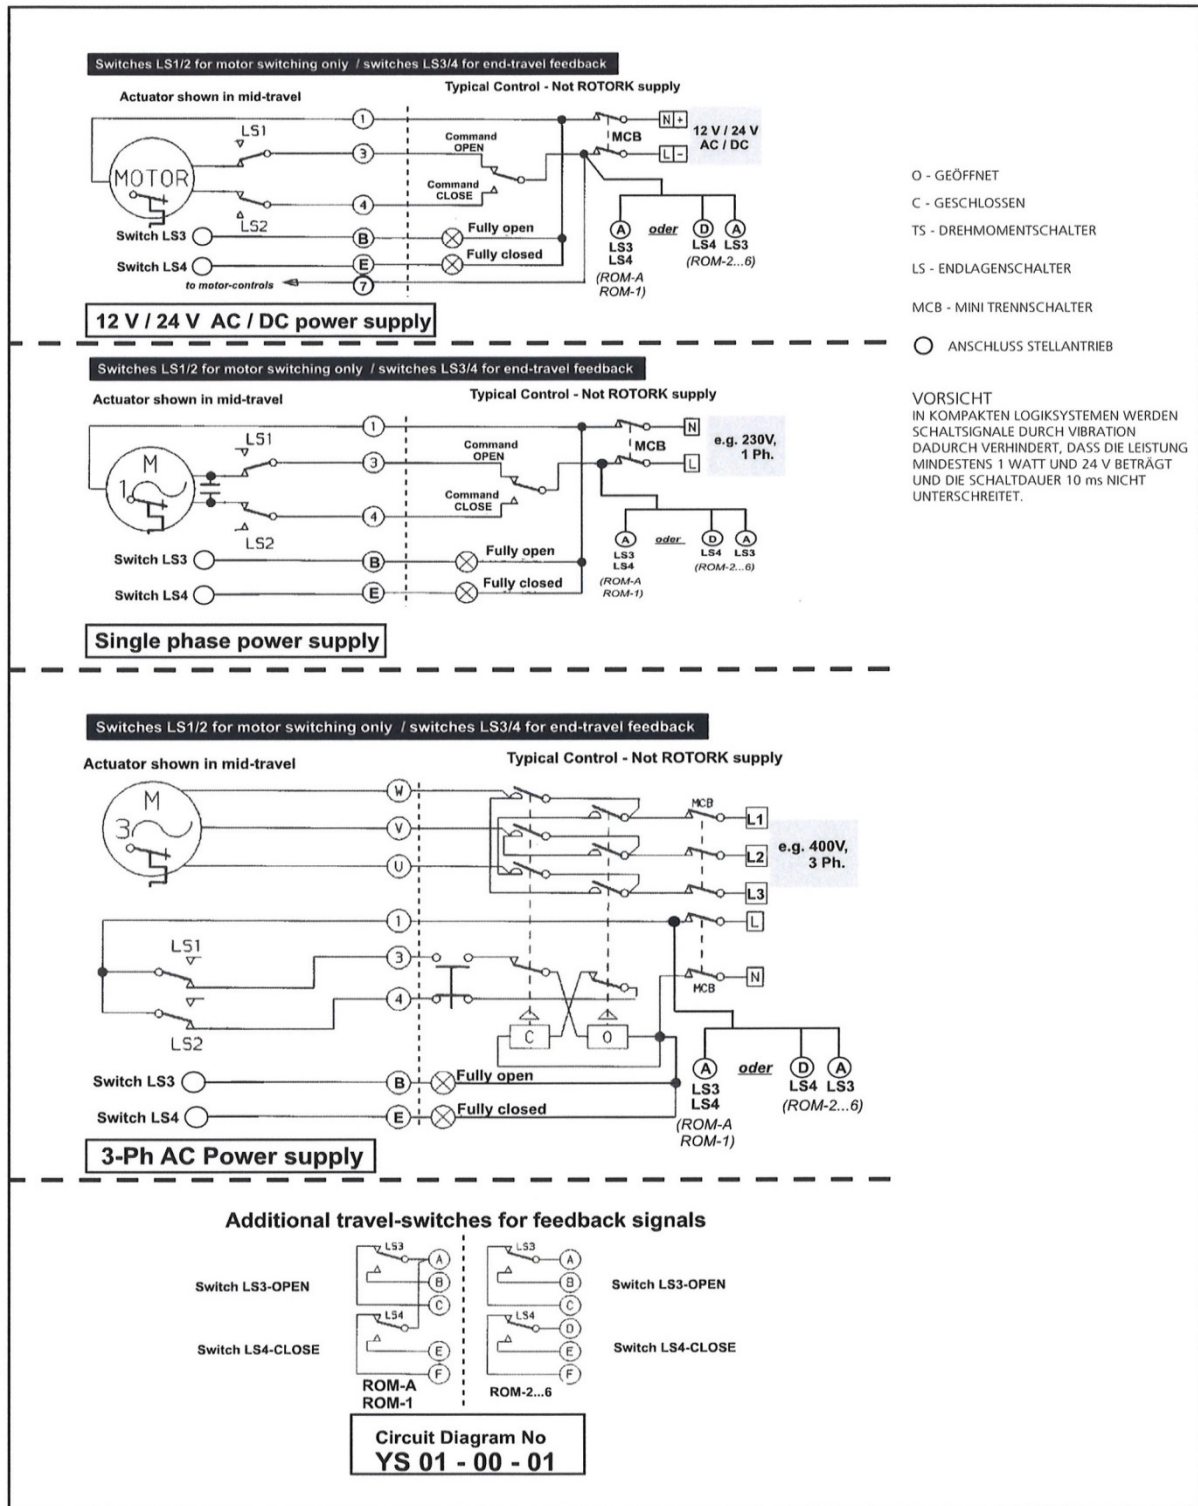 Switches LS1/2 for motor switching only / switches LS3/4 for end-travel feedback
Actuator shown in mid-travel
Typical Control - Not ROTORK supply
LS1
1
N +
12 V / 24 V
AC / DC
MCB
Command
OPEN
3
L -
MOTOR
Command
CLOSE
4
LS2
Switch LS3
B
Fully open
Switch LS4
E
Fully closed
to motor-controls
7
A
oder
D
A
LS3
LS4
LS4 LS3
(ROM-A
ROM-1)
(ROM-2...6)
12 V / 24 V AC / DC power supply
Switches LS1/2 for motor switching only / switches LS3/4 for end-travel feedback
Actuator shown in mid-travel
Typical Control - Not ROTORK supply
1
N
LS1
MCB
e.g. 230V,
1 Ph.
Command
OPEN
3
L
M
1
Command
CLOSE
4
LS2
Switch LS3
B
Fully open
Switch LS4
E
Fully closed
A
oder
D
A
LS3
LS4
LS4 LS3
(ROM-A
ROM-1)
(ROM-2...6)
Single phase power supply
Switches LS1/2 for motor switching only / switches LS3/4 for end-travel feedback
Actuator shown in mid-travel
Typical Control - Not ROTORK supply
M
3
W
V
U
MCB
L1
L2
L3
e.g. 400V,
3 Ph.
1
L
LS1
3
N
MCB
4
LS2
C
O
Switch LS3
B
Fully open
Switch LS4
E
Fully closed
A
oder
D
A
LS3
LS4
LS4 LS3
(ROM-A
ROM-1)
(ROM-2...6)
3-Ph AC Power supply
Additional travel-switches for feedback signals
LS3
A
B
C
Switch LS3-OPEN
LS4
E
F
Switch LS4-CLOSE
ROM-A
ROM-1
LS3
A
B
C
Switch LS3-OPEN
LS4
D
E
F
Switch LS4-CLOSE
ROM-2...6
Circuit Diagram No
YS 01 - 00 - 01
O - GEÖFFNET
C - GESCHLOSSEN
TS - DREHMOMENTSCHALTER
LS - ENDLAGENSCHALTER
MCB - MINI TRENNSCHALTER
ANSCHLUSS STELLANTRIEB
VORSICHT
IN KOMPAKTEN LOGIKSYSTEMEN WERDEN
SCHALTSIGNALE DURCH VIBRATION
DADURCH VERHINDERT, DASS DIE LEISTUNG
MINDESTENS 1 WATT UND 24 V BETRÄGT
UND DIE SCHALTDAUER 10 ms NICHT
UNTERSCHREITET.